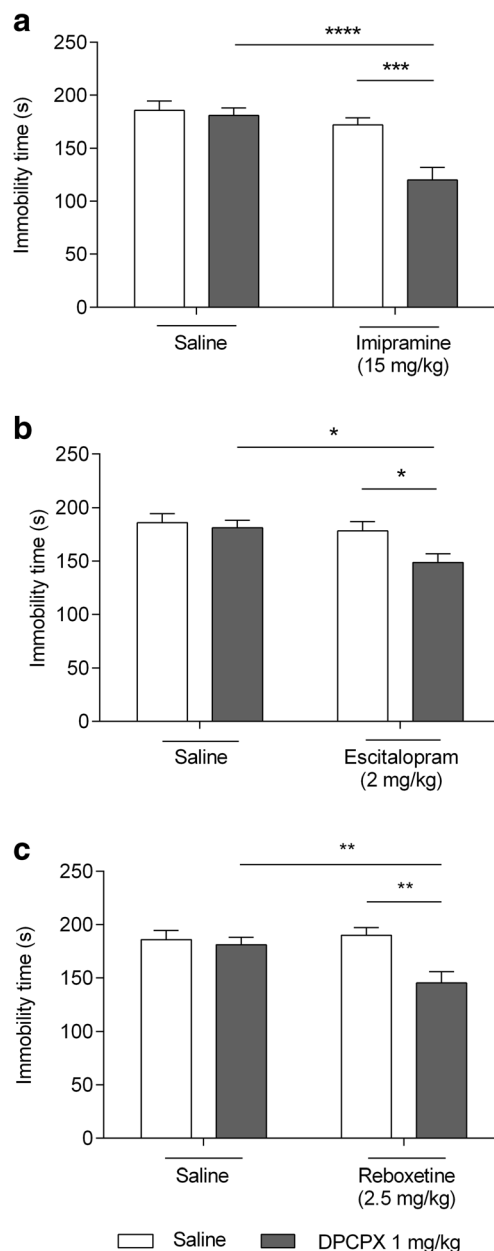 a
****
***
250
200
150
100
50
0
Immobility time (s)
Saline
Imipramine
(15 mg/kg)
b
*
*
250
200
150
100
50
0
Immobility time (s)
Saline
Escitalopram
(2 mg/kg)
c
**
**
250
200
150
100
50
0
Immobility time (s)
Saline
Reboxetine
(2.5 mg/kg)
Saline DPCPX 1 mg/kg